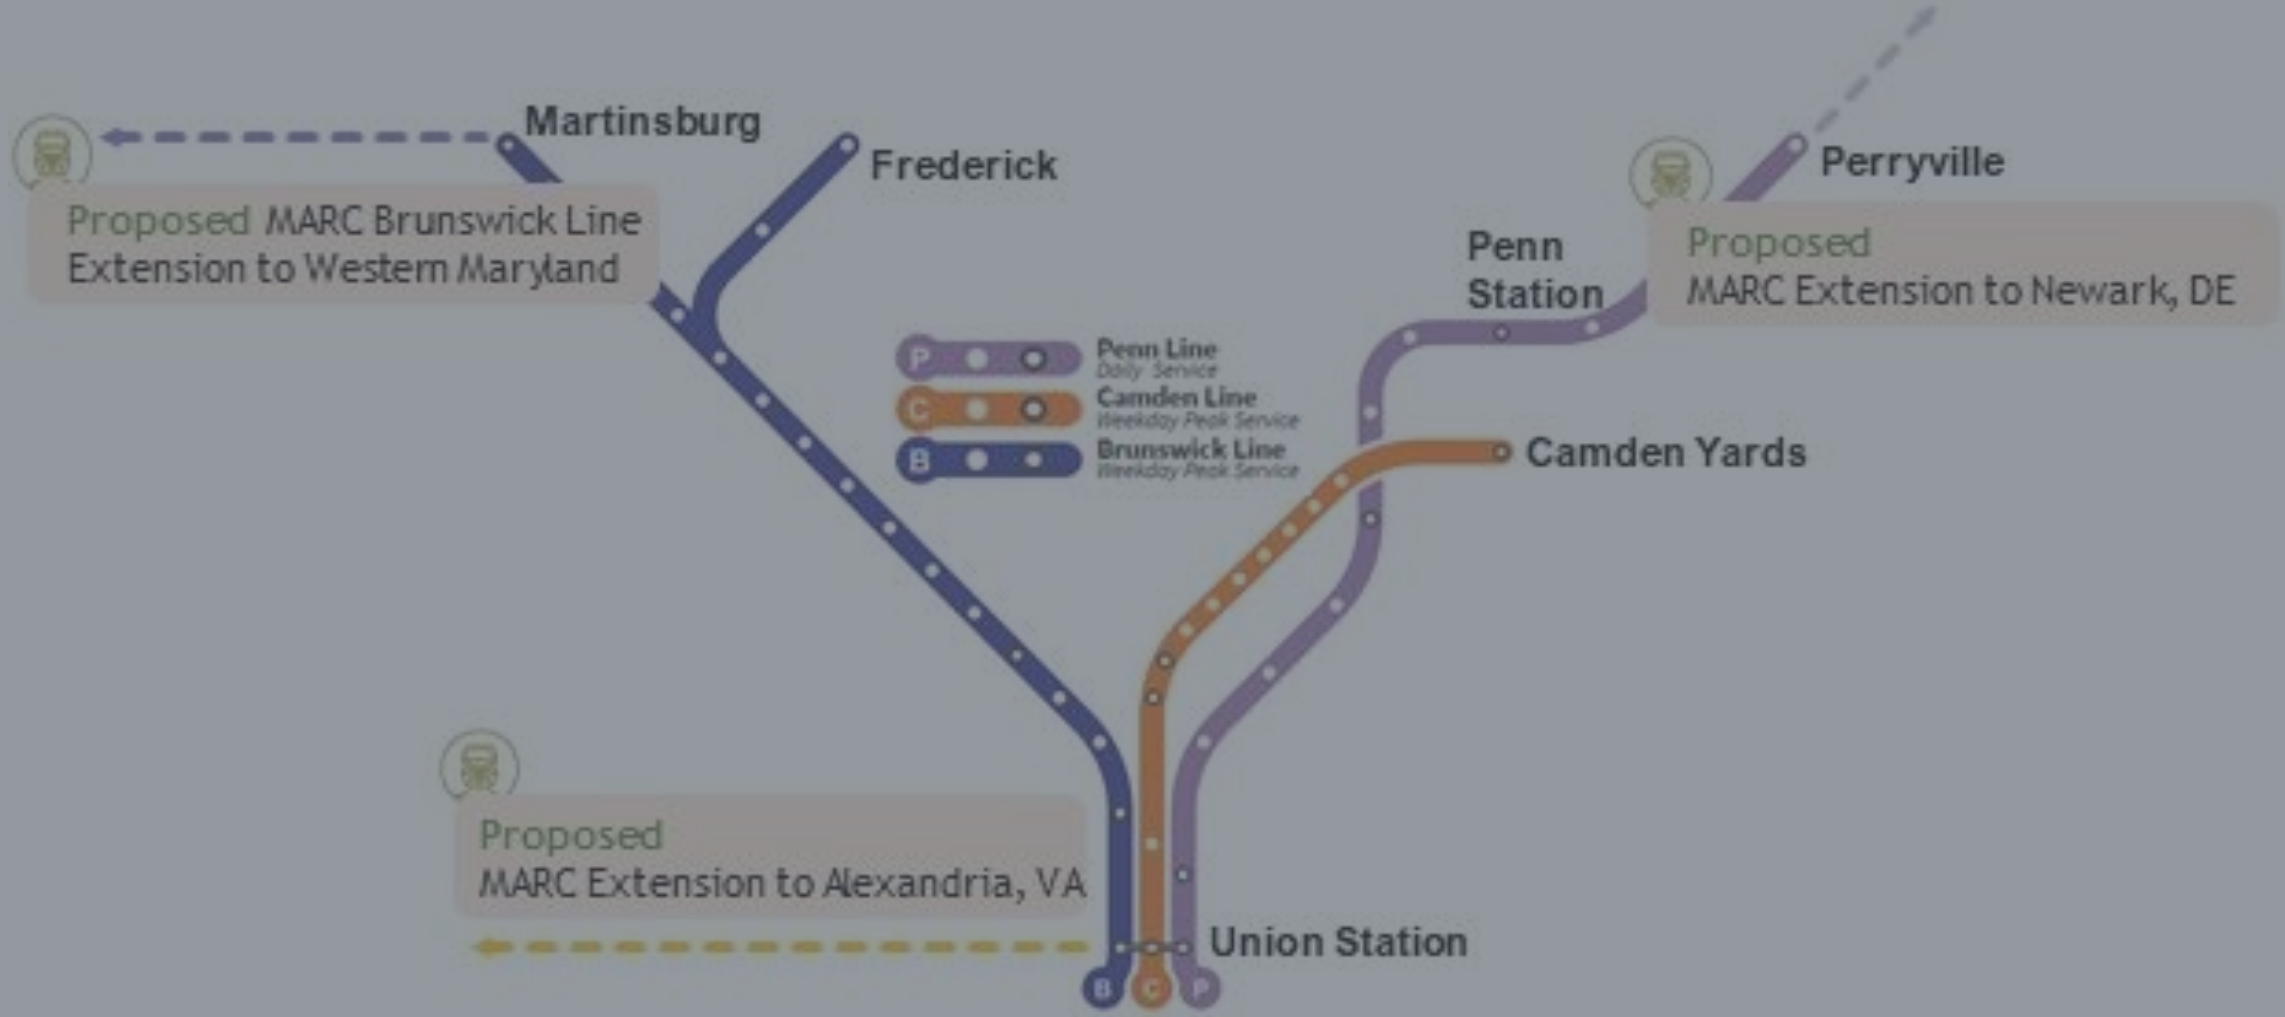 Martinsburg
Frederick
Proposed MARC Brunswick Line
Extension to Western Maryland
Perryville
Proposed
MARC Extension to Newark, DE
Penn
Station
P
Penn Line
Daily Service
C
Camden Line
Weekday Peak Service
B
Brunswick Line
Weekday Peak Service
Camden Yards
Proposed
MARC Extension to Alexandria, VA
Union Station
B
C
P